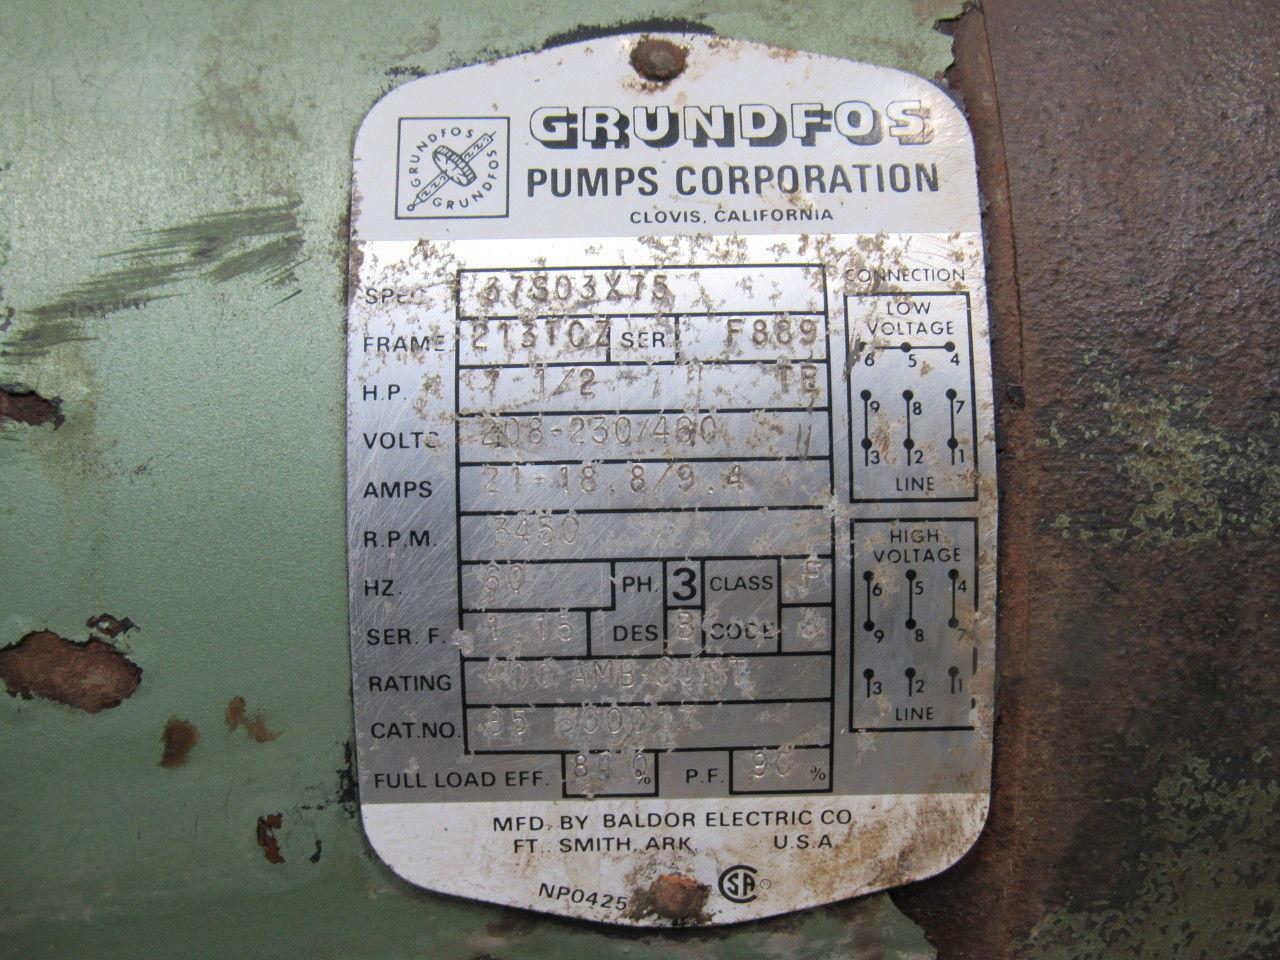 GRUNDFOS
GRUNDFOS
GRUNDFOS
PUMPS CORPORATION
CLOVIS, CALIFORNIA
SPEC. 37S03X75
FRAME 213TCZ SER F889
H.P. 7 1/2 TE
VOLTS 208-230/460
AMPS 21-18.8/9.4
R.P.M. 3450
HZ. 60 PH. 3 CLASS F
SER. F. 1.15 DES B CODE
RATING 40C AMB-CONT
CAT.NO. 85
FULL LOAD EFF. % P.F. 90 %
CONNECTION
LOW
VOLTAGE
6 5 4
9 8 7
3 2 1
LINE
HIGH
VOLTAGE
6 5 4
9 8 7
3 2 1
LINE
MFD. BY BALDOR ELECTRIC CO.
FT. SMITH, ARK. U.S.A.
NP0425
CSA